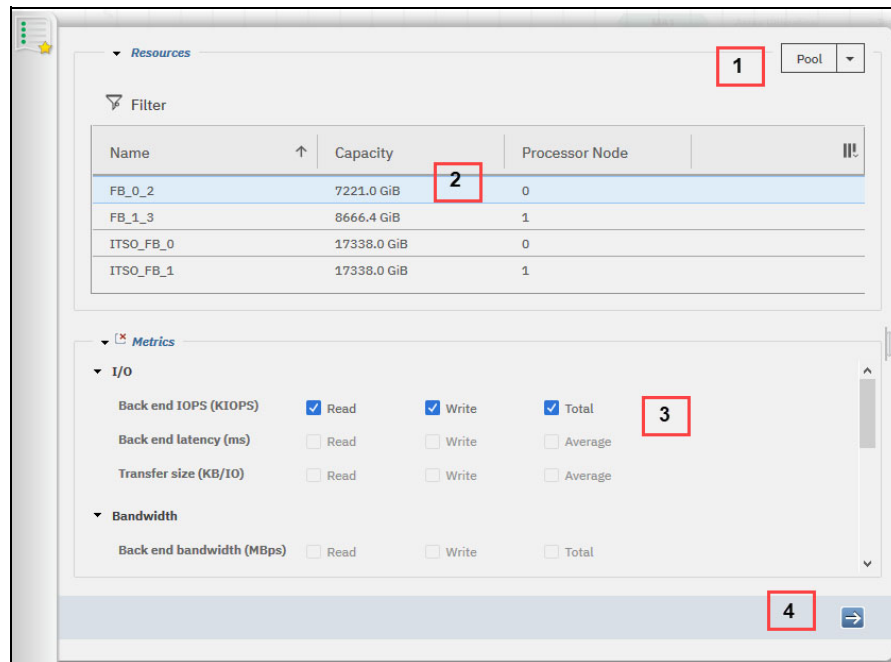 Resources
1
Pool
Filter
Name Capacity Processor Node
2
FB_0_2 7221.0 GiB 0
FB_1_3 8666.4 GiB 1
ITSO_FB_0 17338.0 GiB 0
ITSO_FB_1 17338.0 GiB 1
Metrics
I/O
Back end IOPS (KIOPS) Read Write Total
3
Back end latency (ms) Read Write Average
Transfer size (KB/IO) Read Write Average
Bandwidth
Back end bandwidth (MBps) Read Write Total
4